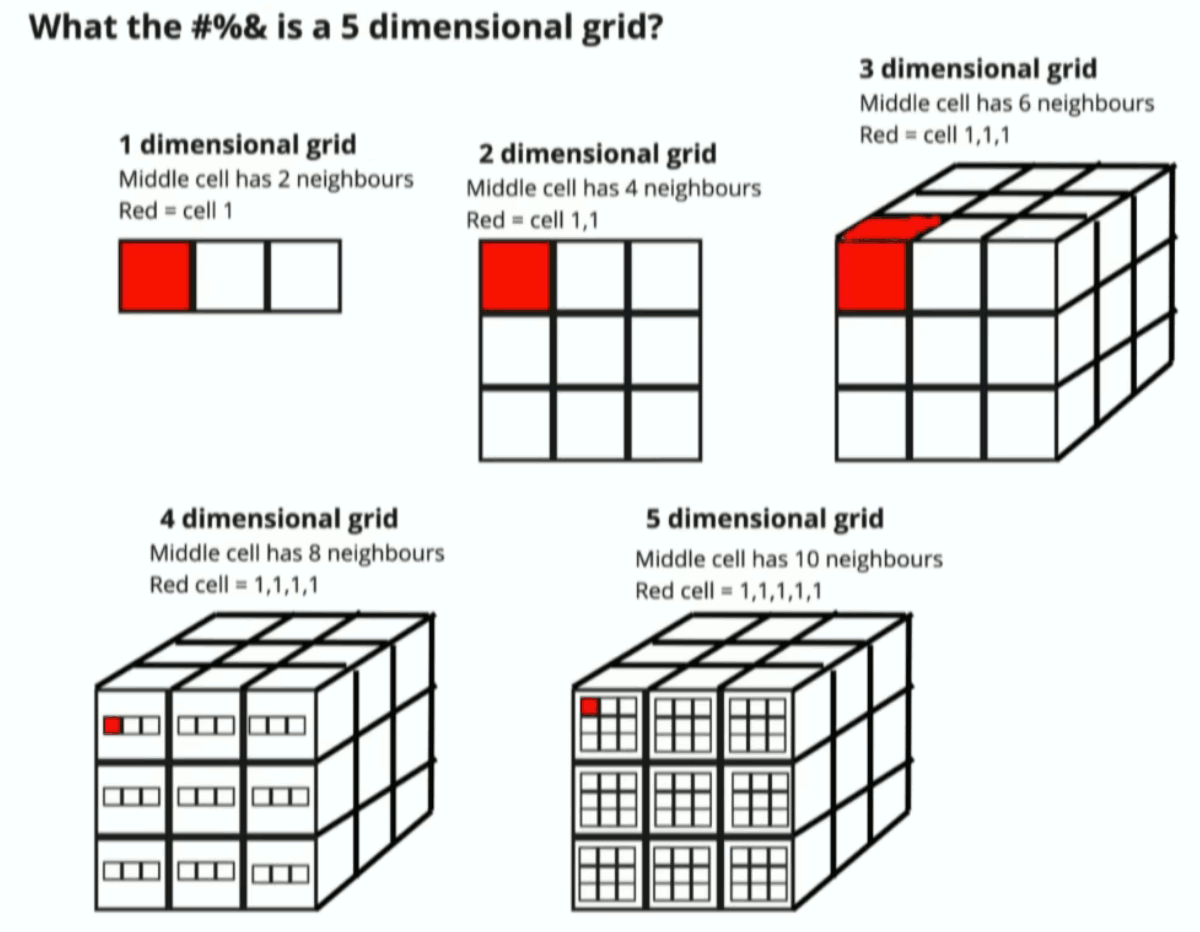 What the #%& is a 5 dimensional grid?
1 dimensional grid
Middle cell has 2 neighbours
Red = cell 1
2 dimensional grid
Middle cell has 4 neighbours
Red = cell 1,1
3 dimensional grid
Middle cell has 6 neighbours
Red = cell 1,1,1
4 dimensional grid
Middle cell has 8 neighbours
Red cell = 1,1,1,1
5 dimensional grid
Middle cell has 10 neighbours
Red cell = 1,1,1,1,1